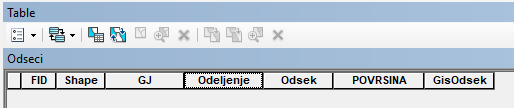 Table
Odseci
FID Shape GJ Odeljenje Odsek POVRSINA GisOdsek